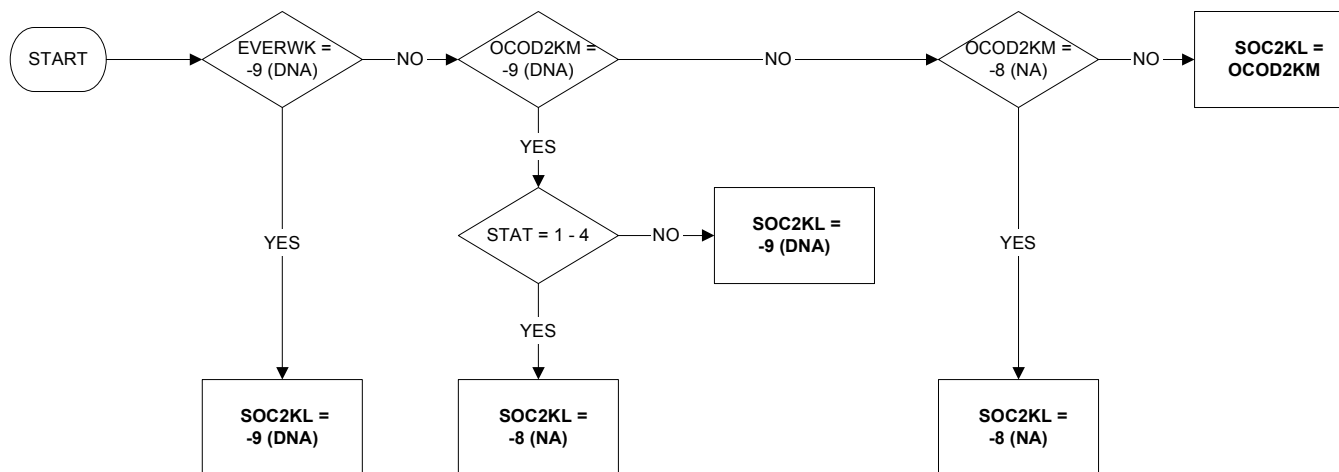 START
EVERWK =
-9 (DNA)
NO
OCOD2KM =
-9 (DNA)
NO
OCOD2KM =
-8 (NA)
NO
SOC2KL =
OCOD2KM
YES
STAT = 1 - 4
NO
SOC2KL =
-9 (DNA)
YES
YES
YES
SOC2KL =
-9 (DNA)
SOC2KL =
-8 (NA)
SOC2KL =
-8 (NA)